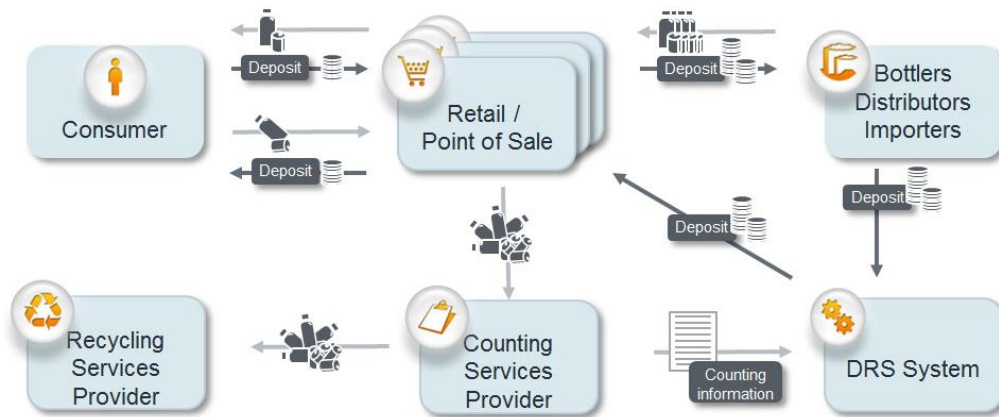 Deposit
Deposit
Consumer
Retail /
Point of Sale
Bottlers
Distributors
Importers
Deposit
Deposit
Deposit
Recycling
Services
Provider
Counting
Services
Provider
Counting
information
DRS System